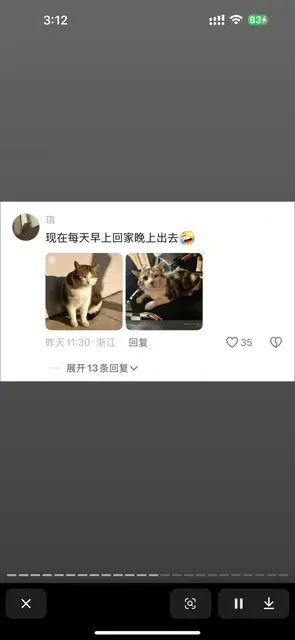 3:12
83
琪
现在每天早上回家晚上出去🤣
昨天 11:30 · 浙江 回复 35
展开 13 条回复